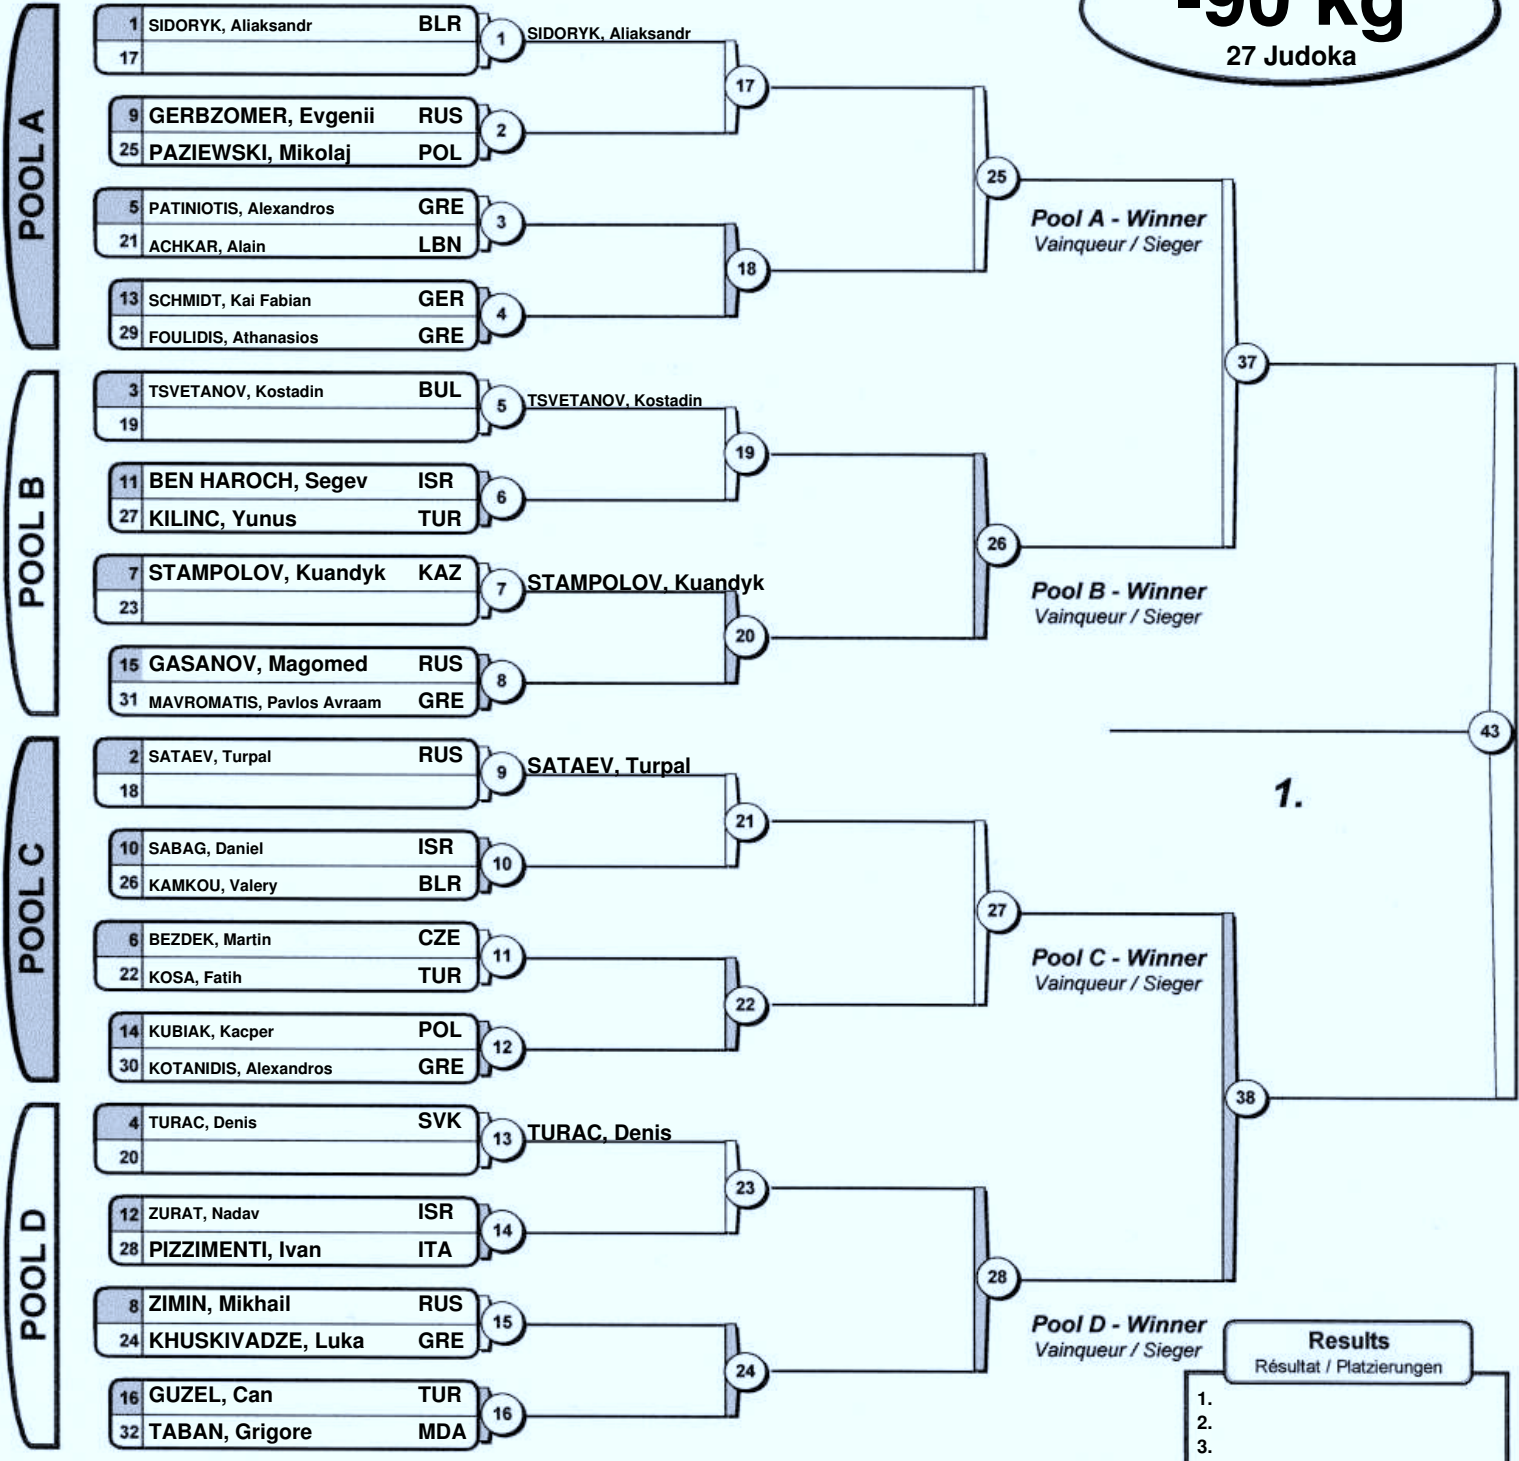 -90 kg
27 Judoka
POOL A
1 SIDORYK, Aliaksandr BLR
17
1 SIDORYK, Aliaksandr
9 GERBZOMER, Evgenii RUS
25 PAZIEWSKI, Mikolaj POL
2
17
5 PATINIOTIS, Alexandros GRE
21 ACHKAR, Alain LBN
3
13 SCHMIDT, Kai Fabian GER
29 FOULIDIS, Athanasios GRE
4
18
25
Pool A - Winner
Vainqueur / Sieger
POOL B
3 TSVETANOV, Kostadin BUL
19
5 TSVETANOV, Kostadin
11 BEN HAROCH, Segev ISR
27 KILINC, Yunus TUR
6
19
7 STAMPOLOV, Kuandyk KAZ
23
7 STAMPOLOV, Kuandyk
15 GASANOV, Magomed RUS
31 MAVROMATIS, Pavlos Avraam GRE
8
20
26
Pool B - Winner
Vainqueur / Sieger
37
POOL C
2 SATAEV, Turpal RUS
18
9 SATAEV, Turpal
10 SABAG, Daniel ISR
26 KAMKOU, Valery BLR
10
21
6 BEZDEK, Martin CZE
22 KOSA, Fatih TUR
11
14 KUBIAK, Kacper POL
30 KOTANIDIS, Alexandros GRE
12
22
27
Pool C - Winner
Vainqueur / Sieger
POOL D
4 TURAC, Denis SVK
20
13 TURAC, Denis
12 ZURAT, Nadav ISR
28 PIZZIMENTI, Ivan ITA
14
23
8 ZIMIN, Mikhail RUS
24 KHUSKIVADZE, Luka GRE
15
16 GUZEL, Can TUR
32 TABAN, Grigore MDA
16
24
28
Pool D - Winner
Vainqueur / Sieger
38
43
1.
Results
Résultat / Platzierungen
1.
2.
3.